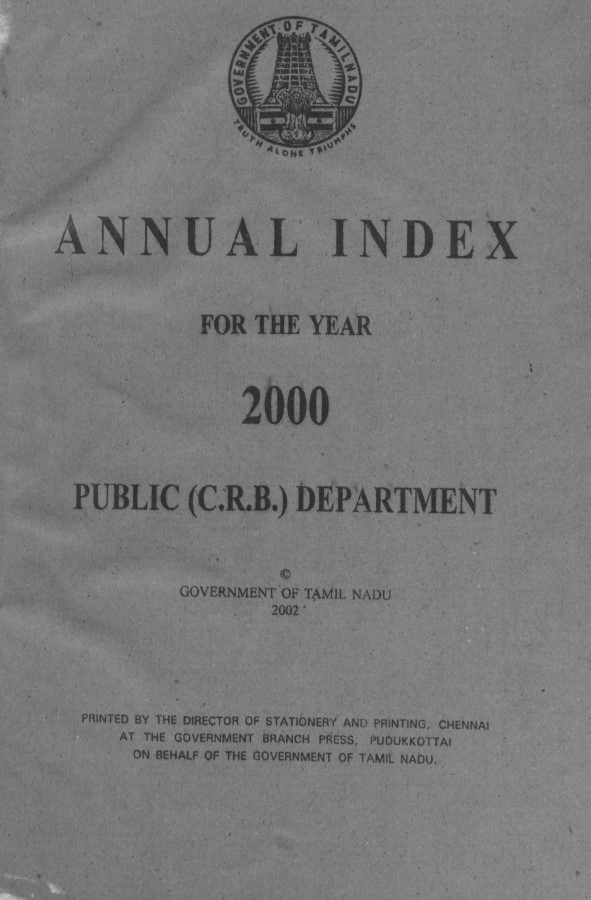 GOVERNMENT OF TAMILNADU
TRUTH ALONE TRIUMPHS
ANNUAL INDEX
FOR THE YEAR
2000
PUBLIC (C.R.B.) DEPARTMENT
©
GOVERNMENT OF TAMIL NADU
2002
PRINTED BY THE DIRECTOR OF STATIONERY AND PRINTING, CHENNAI
AT THE GOVERNMENT BRANCH PRESS, PUDUKKOTTAI
ON BEHALF OF THE GOVERNMENT OF TAMIL NADU.